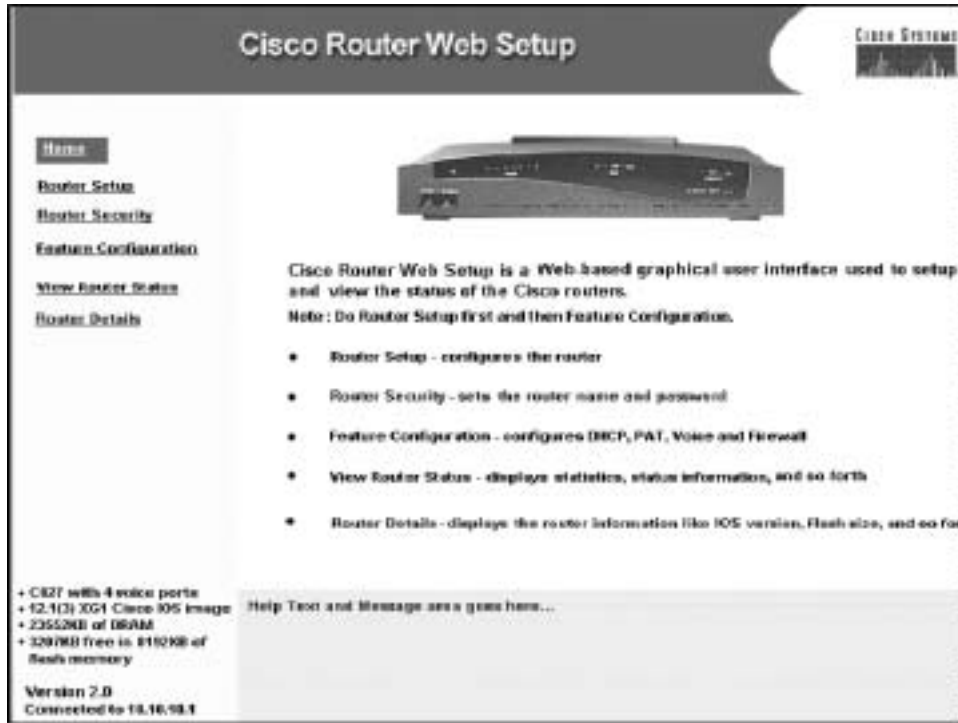 Cisco Router Web Setup
CISCO SYSTEMS
Home
Router Setup
Router Security
Feature Configuration
View Router Status
Router Details
Cisco Router Web Setup is a Web-based graphical user interface used to setup
and view the status of the Cisco routers.
Note : Do Router Setup first and then Feature Configuration.
Router Setup - configures the router
Router Security - sets the router name and password
Feature Configuration - configures DHCP, PAT, Voice and Firewall
View Router Status - displays statistics, status information, and so forth
Router Details - displays the router information like IOS version, Flash size, and so for
+ C827 with 4 voice ports
+ 12.1(3) XG1 Cisco IOS image
+ 23552KB of DRAM
+ 3207KB free in 8192KB of
flash memory
Version 2.0
Connected to 10.10.10.1
Help Text and Message area goes here...